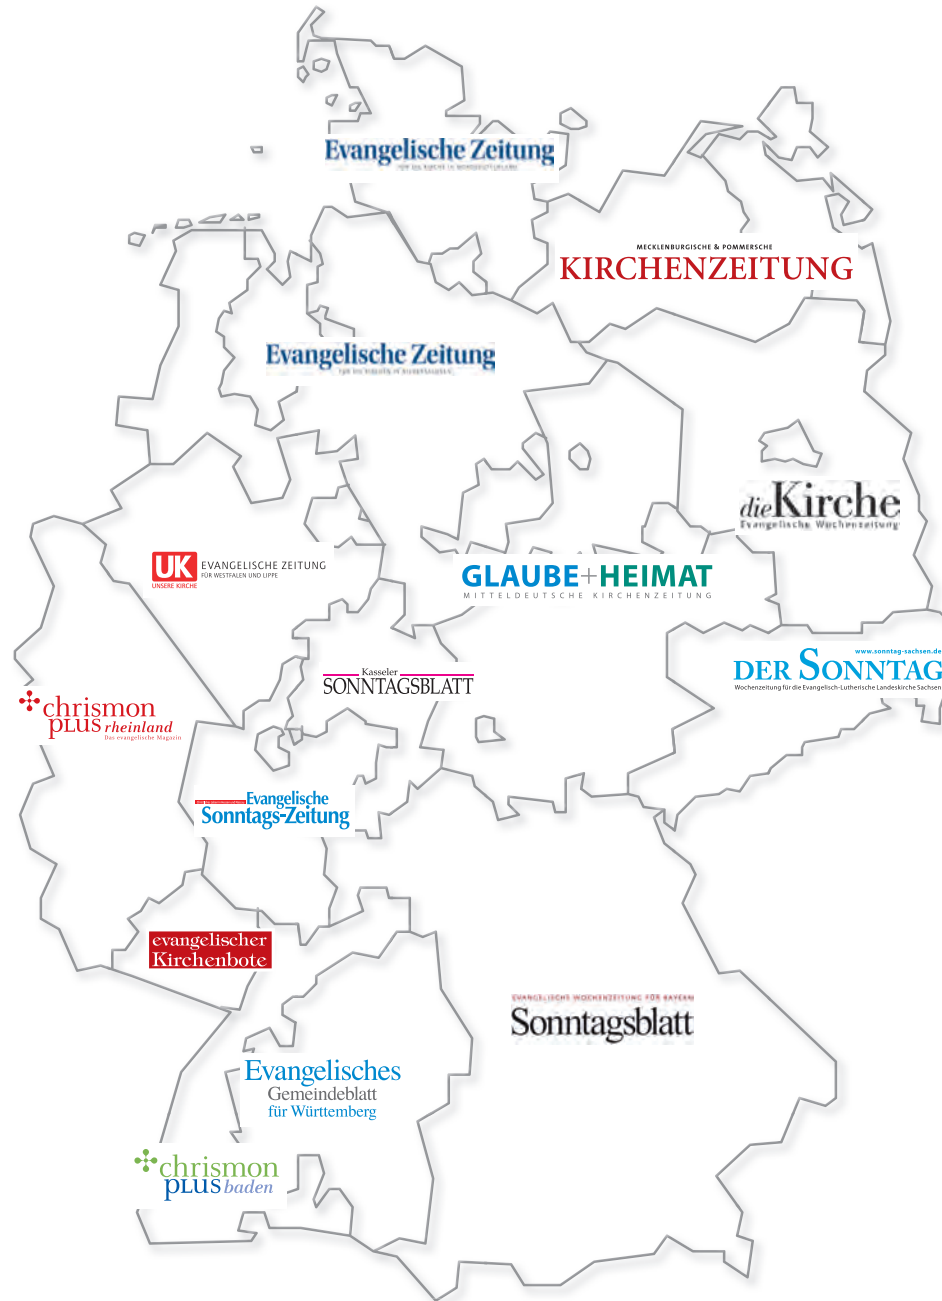 Evangelische Zeitung
MECKLENBURGISCHE & POMMERSCHE
KIRCHENZEITUNG
Evangelische Zeitung
dieKirche
Evangelische Wochenzeitung
UK EVANGELISCHE ZEITUNG
FÜR WESTFALEN UND LIPPE
UNSERE KIRCHE
GLAUBE+HEIMAT
MITTELDEUTSCHE KIRCHENZEITUNG
www.sonntag-sachsen.de
DER SONNTAG
Wochenzeitung für die Evangelisch-Lutherische Landeskirche Sachsen
Kasseler
SONNTAGSBLATT
chrismon
PLUS rheinland
Das evangelische Magazin
Evangelische
Sonntags-Zeitung
evangelischer
Kirchenbote
EVANGELISCHE WOCHENZEITUNG FÜR BAYERN
Sonntagsblatt
Evangelisches
Gemeindeblatt
für Württemberg
chrismon
PLUS baden